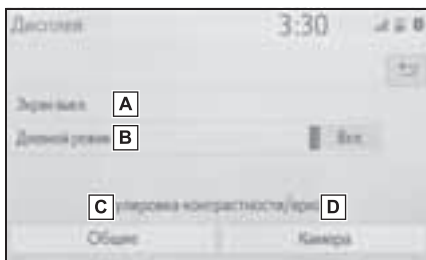 Дисплей 3:30
Экран выкл. A
Дневной режим B Вкл.
C улировка контрастности/ярко D
Общие Камера